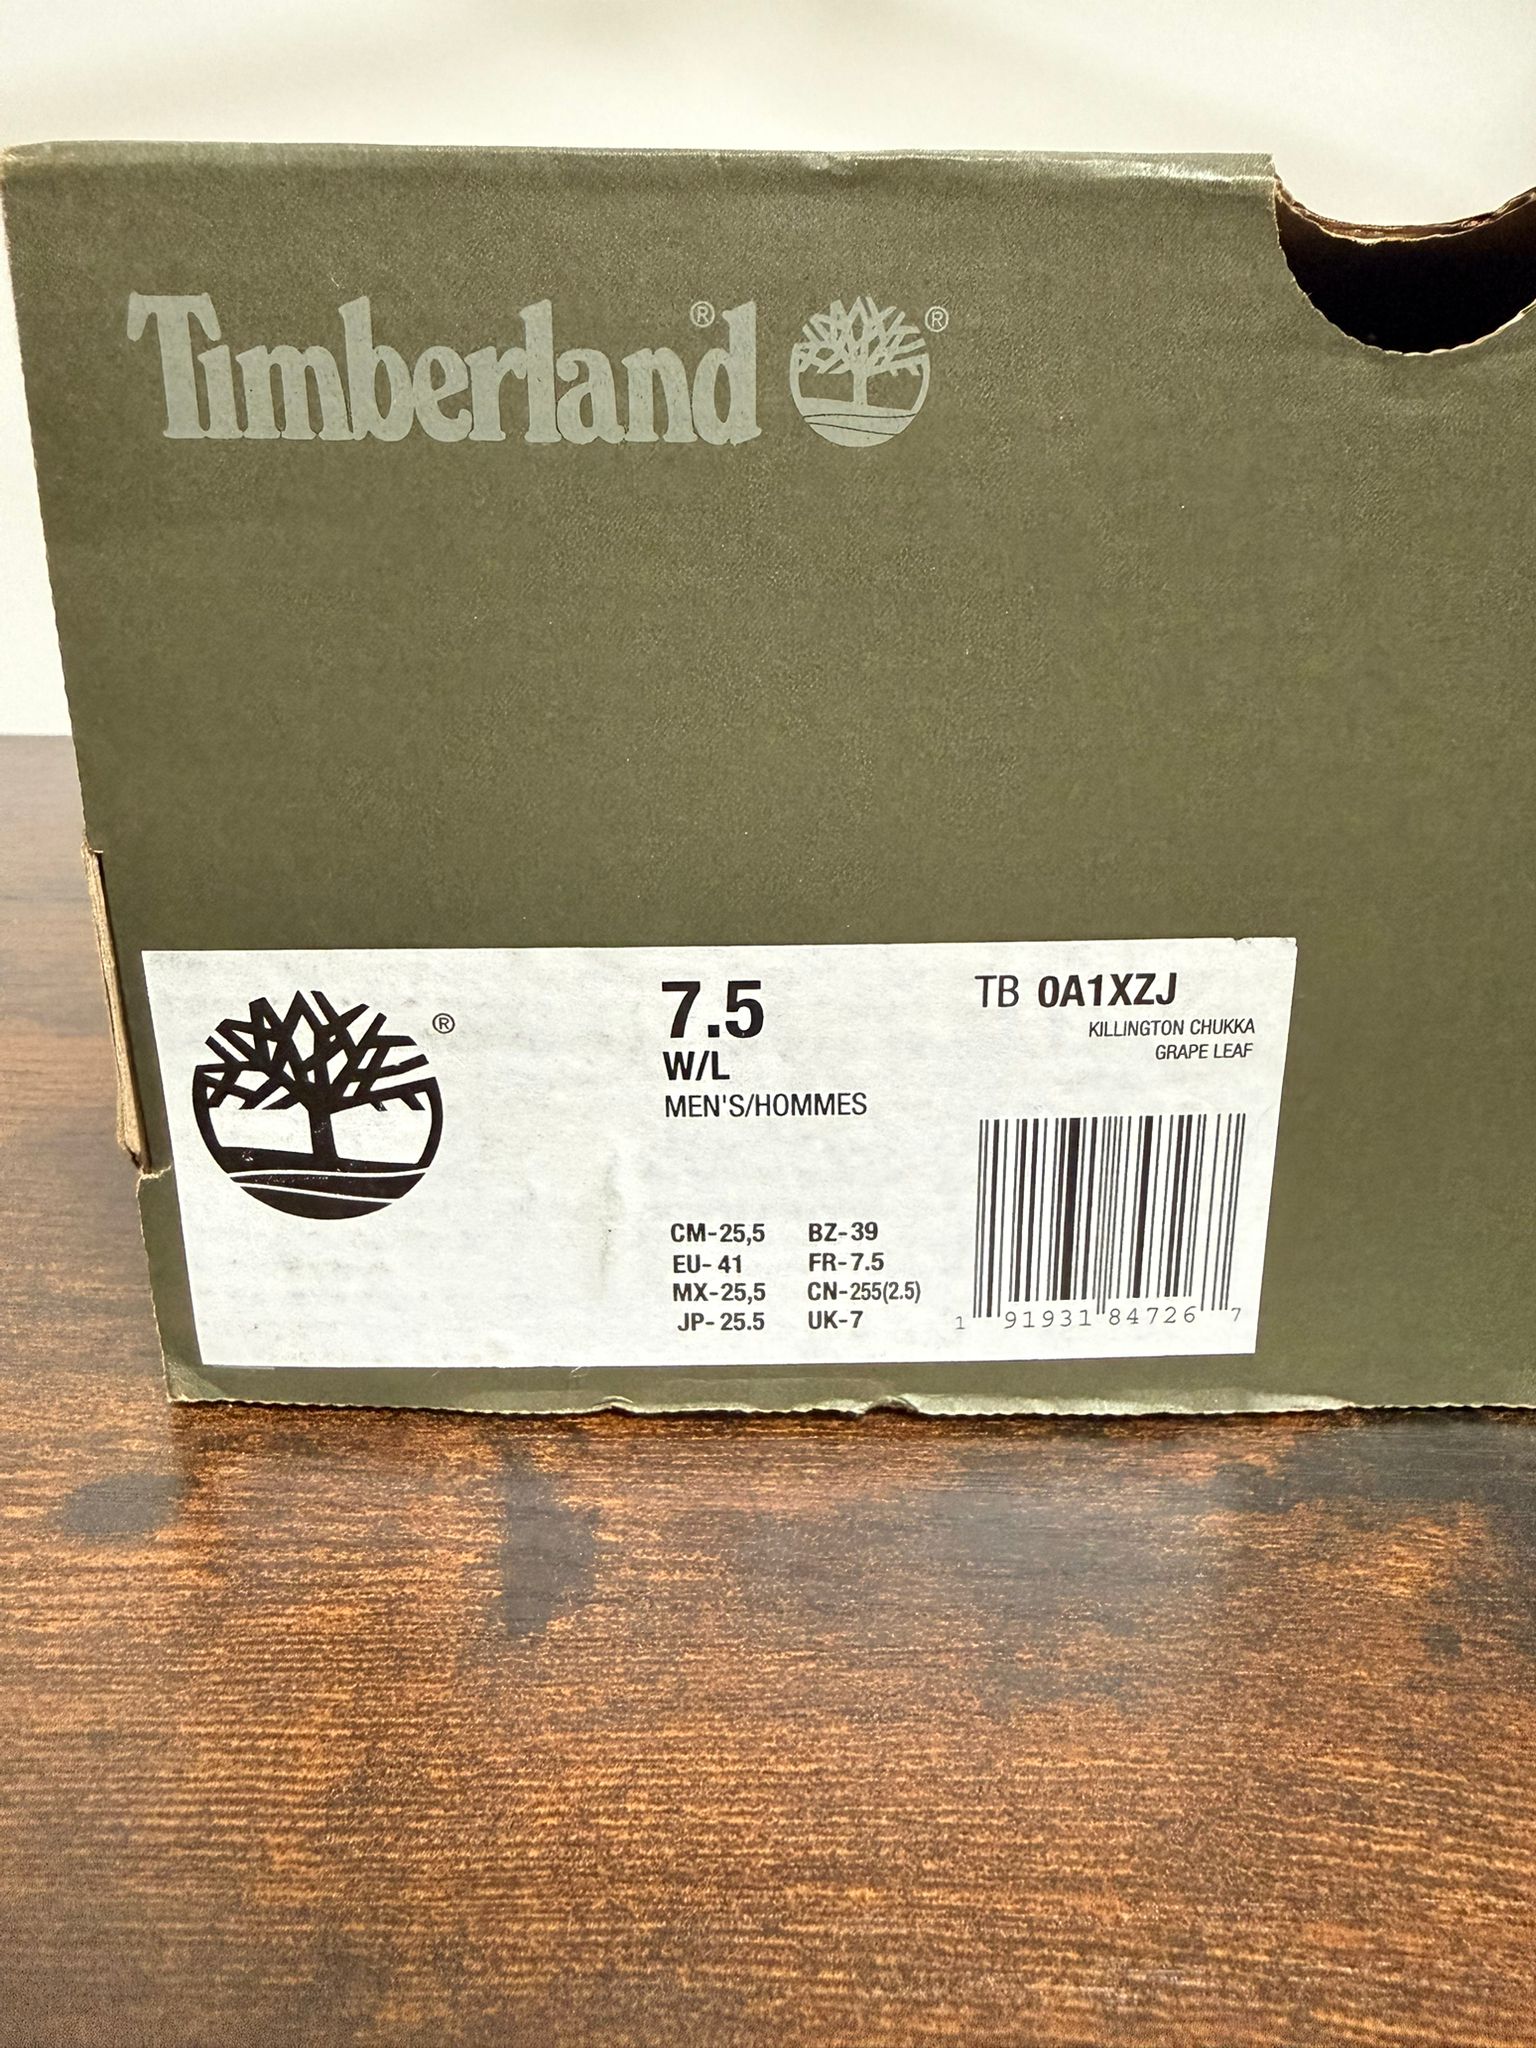 Timberland® ®
®
7.5
W/L
MEN'S/HOMMES
TB 0A1XZJ
KILLINGTON CHUKKA
GRAPE LEAF
CM-25,5 BZ-39
EU- 41 FR-7.5
MX-25,5 CN-255(2.5)
JP- 25.5 UK-7
1 91931 84726 7